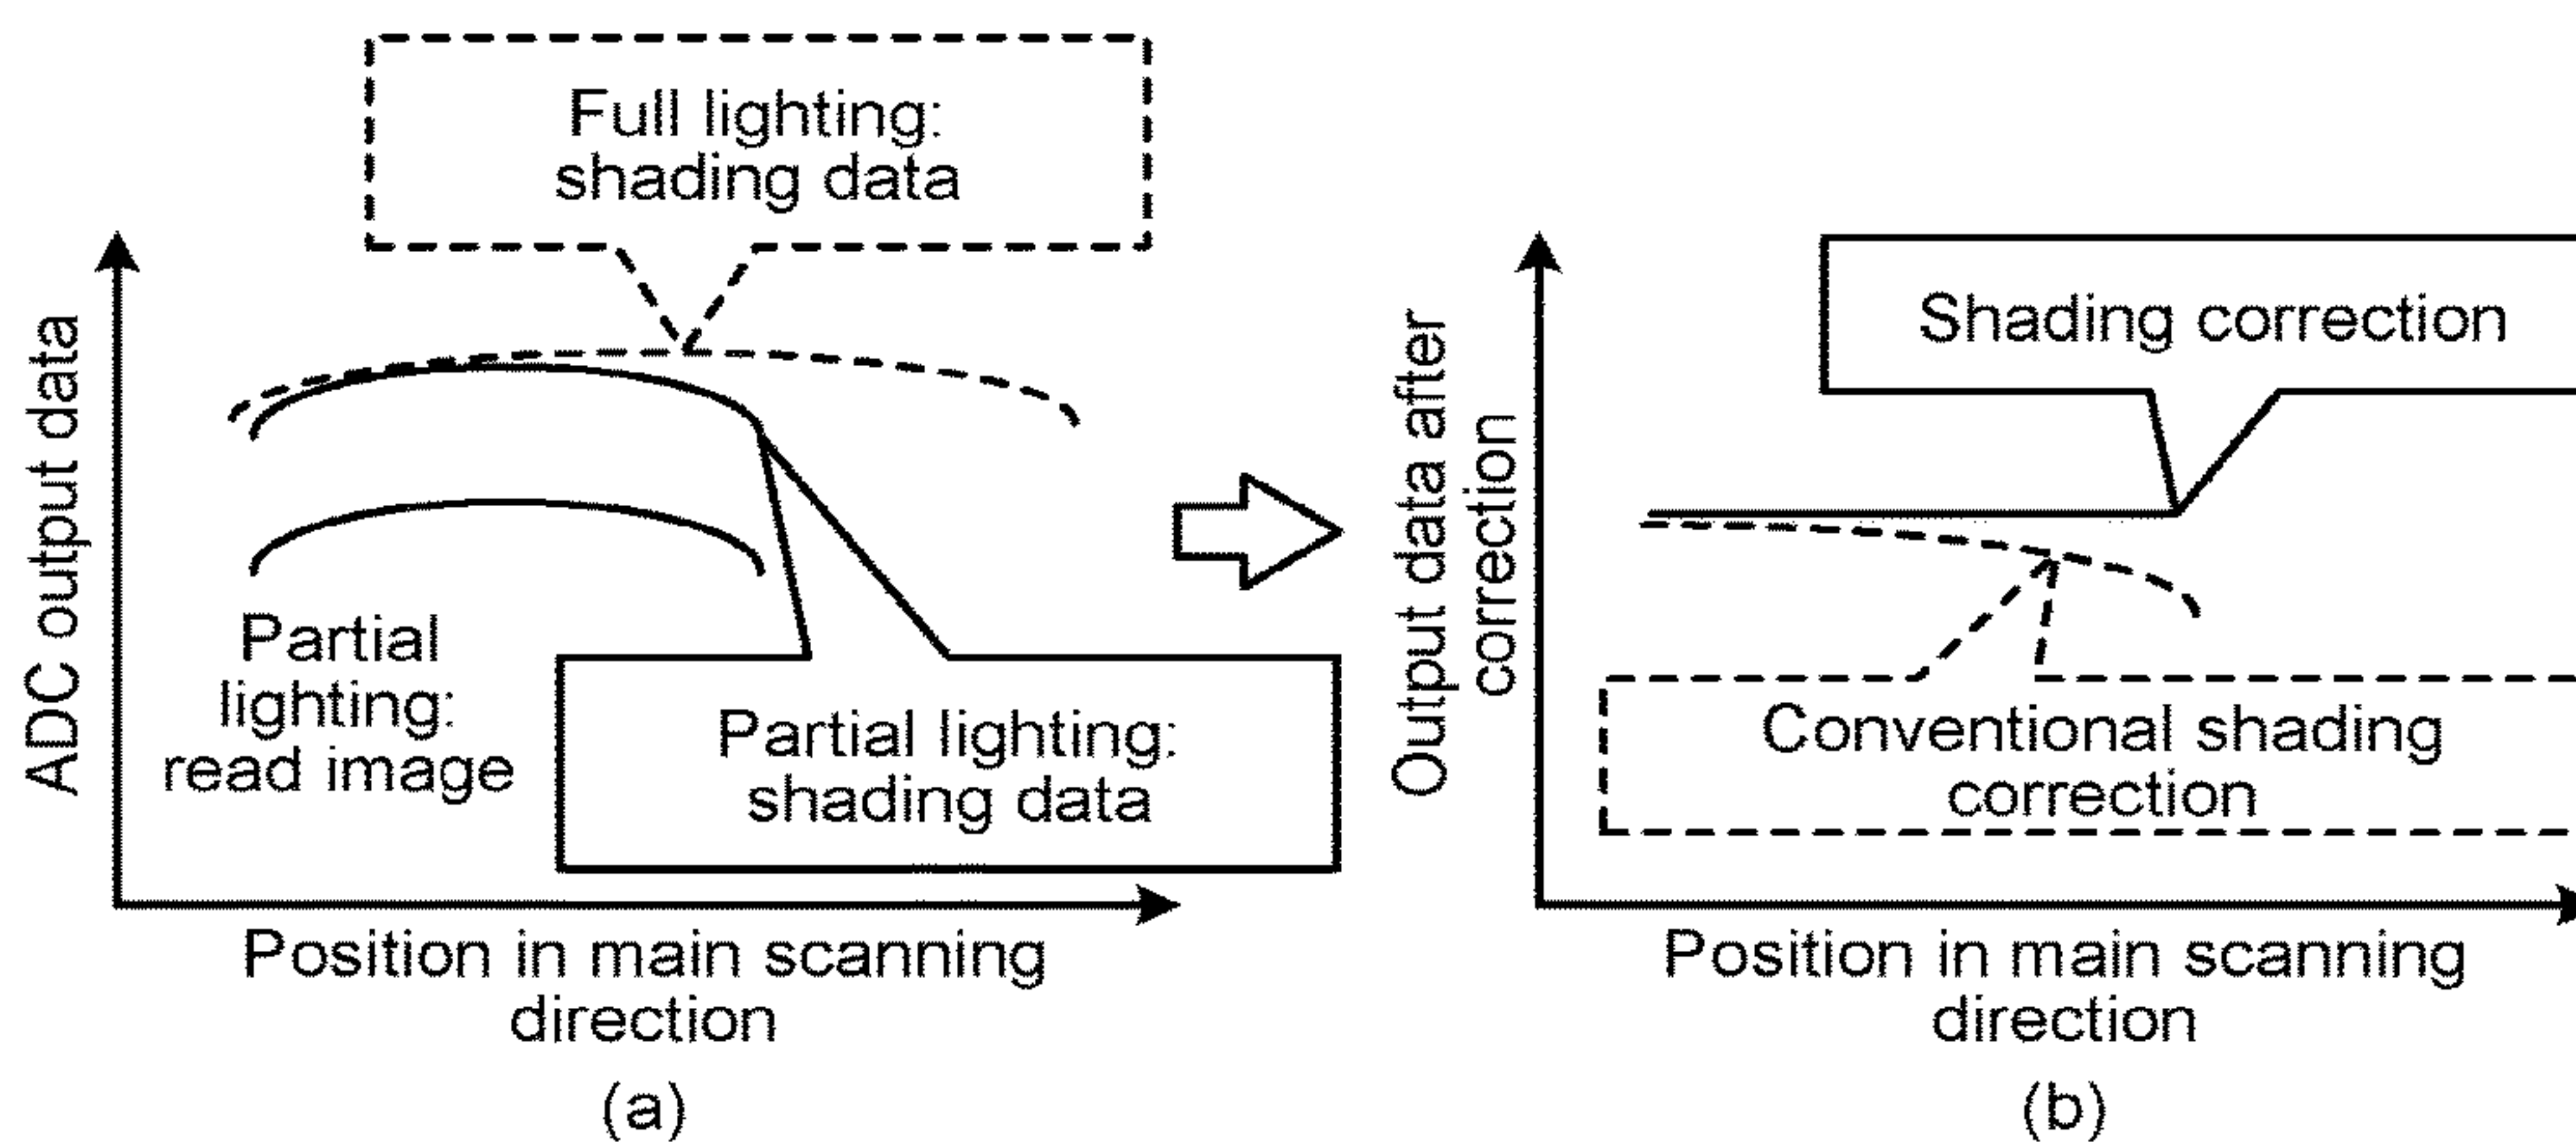 Full lighting:
shading data
ADC output data
Partial
lighting:
read image
Partial lighting:
shading data
Position in main scanning
direction
(a)
Shading correction
Output data after
correction
Conventional shading
correction
Position in main scanning
direction
(b)